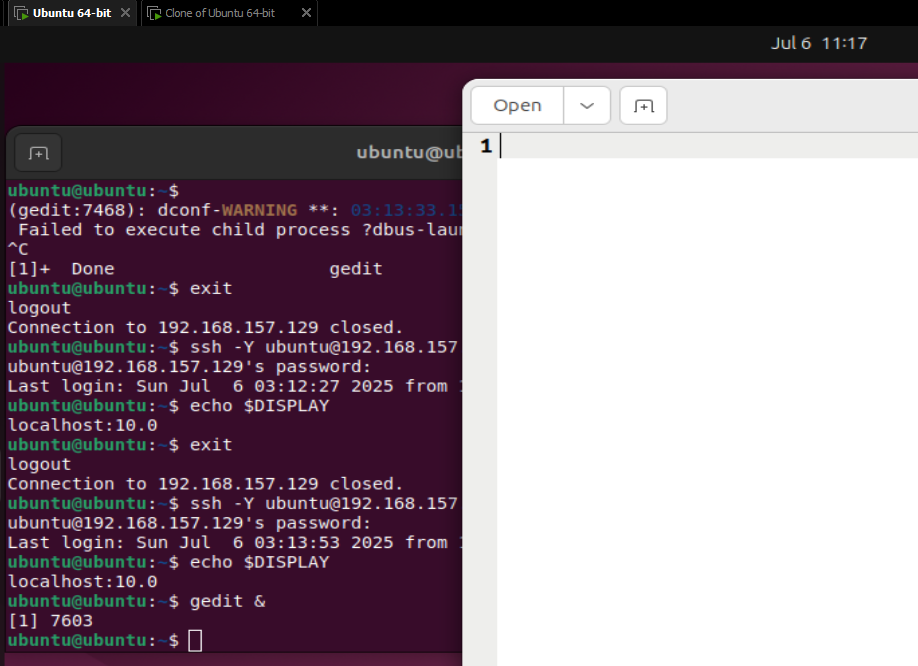 Ubuntu 64-bit
Clone of Ubuntu 64-bit
Jul 6 11:17
Open
1
ubuntu@ub
ubuntu@ubuntu:~$
(gedit:7468): dconf-WARNING **: 03:13:33.15
Failed to execute child process ?dbus-laun
^C
[1]+  Done                    gedit
ubuntu@ubuntu:~$ exit
logout
Connection to 192.168.157.129 closed.
ubuntu@ubuntu:~$ ssh -Y ubuntu@192.168.157
ubuntu@192.168.157.129's password:
Last login: Sun Jul  6 03:12:27 2025 from 1
ubuntu@ubuntu:~$ echo $DISPLAY
localhost:10.0
ubuntu@ubuntu:~$ exit
logout
Connection to 192.168.157.129 closed.
ubuntu@ubuntu:~$ ssh -Y ubuntu@192.168.157
ubuntu@192.168.157.129's password:
Last login: Sun Jul  6 03:13:53 2025 from 1
ubuntu@ubuntu:~$ echo $DISPLAY
localhost:10.0
ubuntu@ubuntu:~$ gedit &
[1] 7603
ubuntu@ubuntu:~$